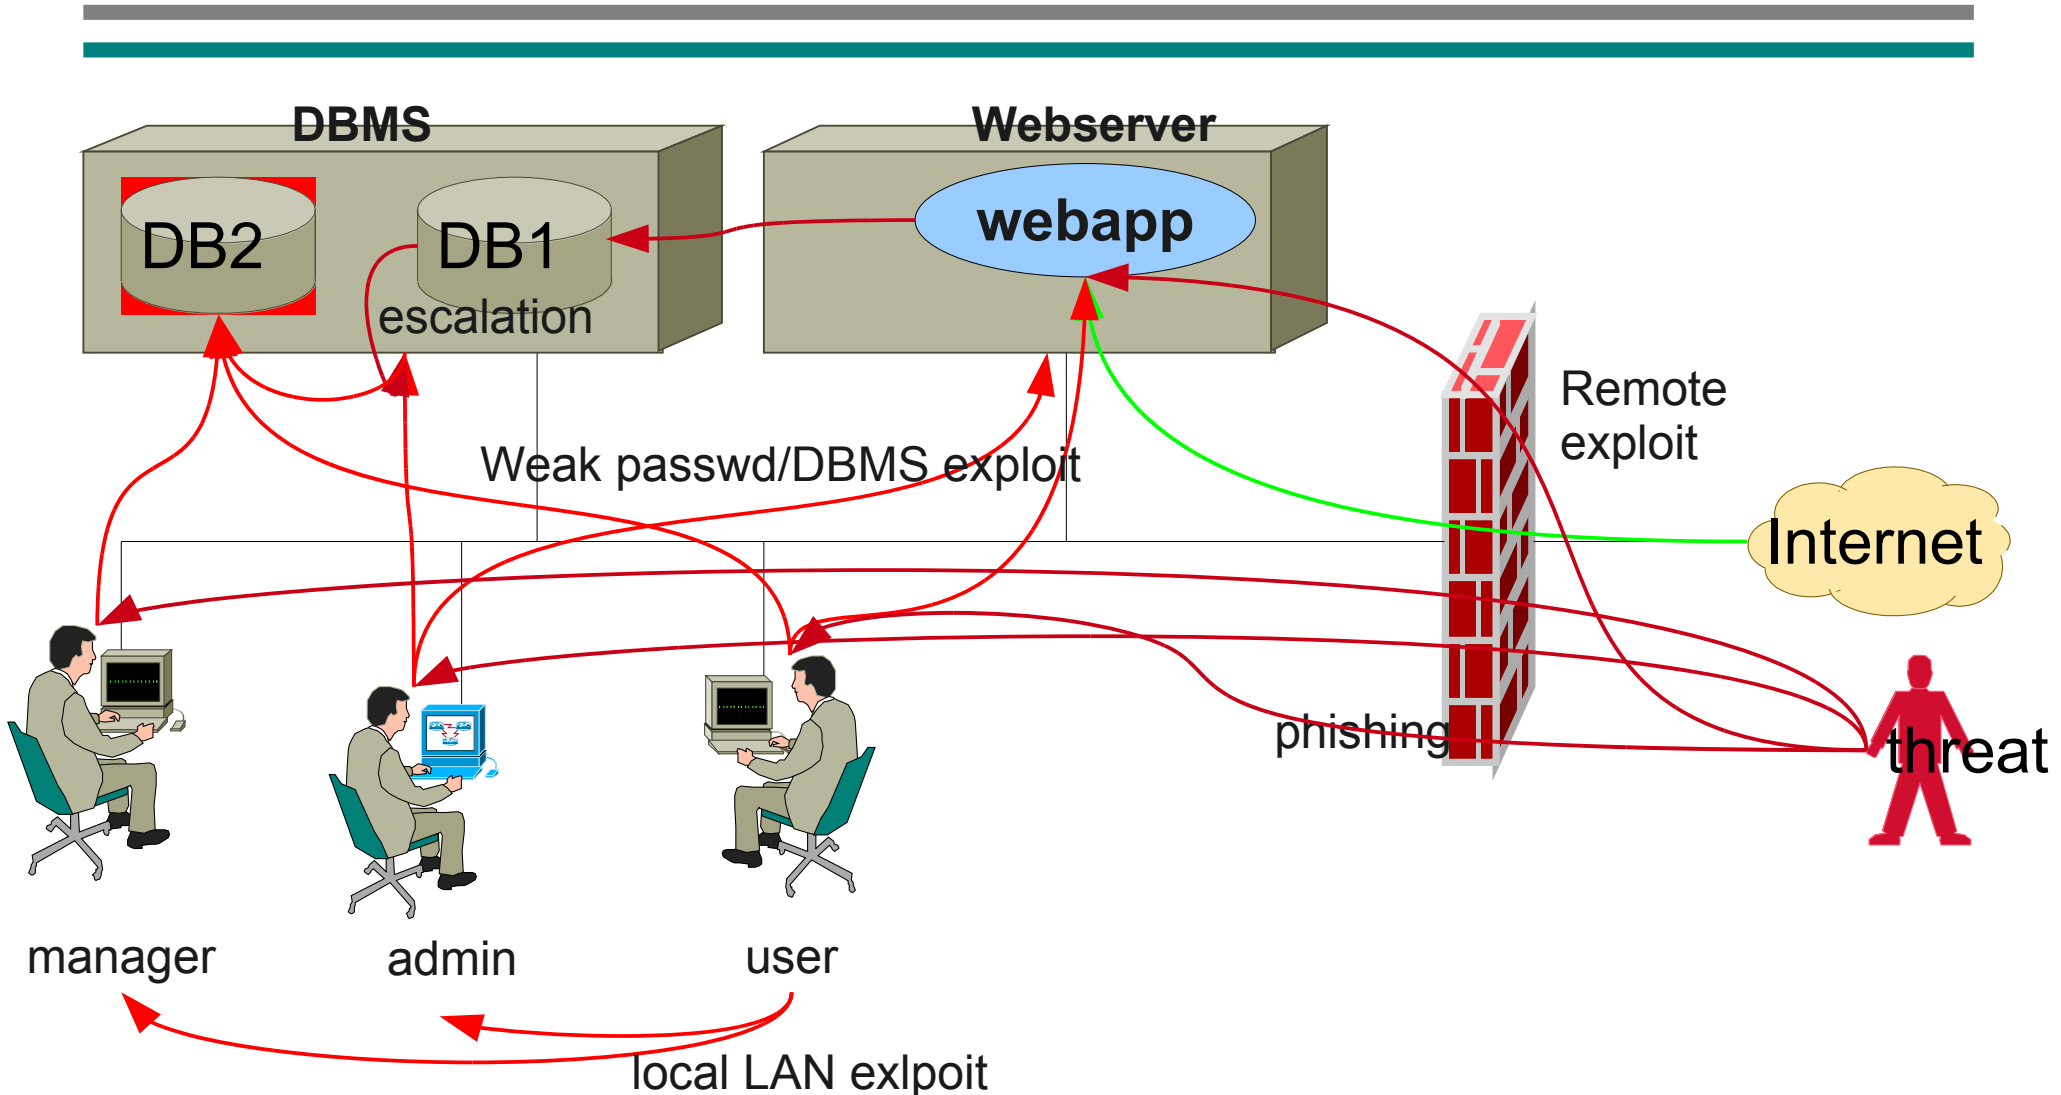 DBMS
Webserver
DB2
DB1
webapp
escalation
Remote
exploit
Weak passwd/DBMS exploit
Internet
phishing
threat
manager
admin
user
local LAN exlpoit